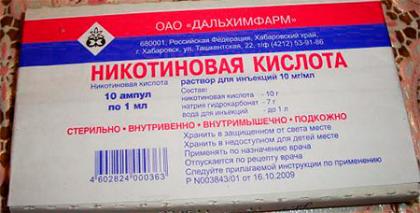 ОАО «ДАЛЬХИМФАРМ»
680001, Российская Федерация, Хабаровский край,
г. Хабаровск, ул. Ташкентская, 22, т/ф (4212) 53-91-86
НИКОТИНОВАЯ КИСЛОТА
Никотиновая кислота раствор для инъекций 10 мг/мл
10 ампул
по 1 мл
Состав:
никотиновая кислота - 10 г
натрия гидрокарбонат - 7 г
вода для инъекций - до 1 л
СТЕРИЛЬНО • ВНУТРИВЕННО • ВНУТРИМЫШЕЧНО • ПОДКОЖНО
Хранить в защищенном от света месте
Хранить в недоступном для детей месте
Применять по назначению врача
Отпускается по рецепту врача
Следуйте прилагаемой инструкции по применению
Р N003843/01 от 16.10.2009
4 602824 000363